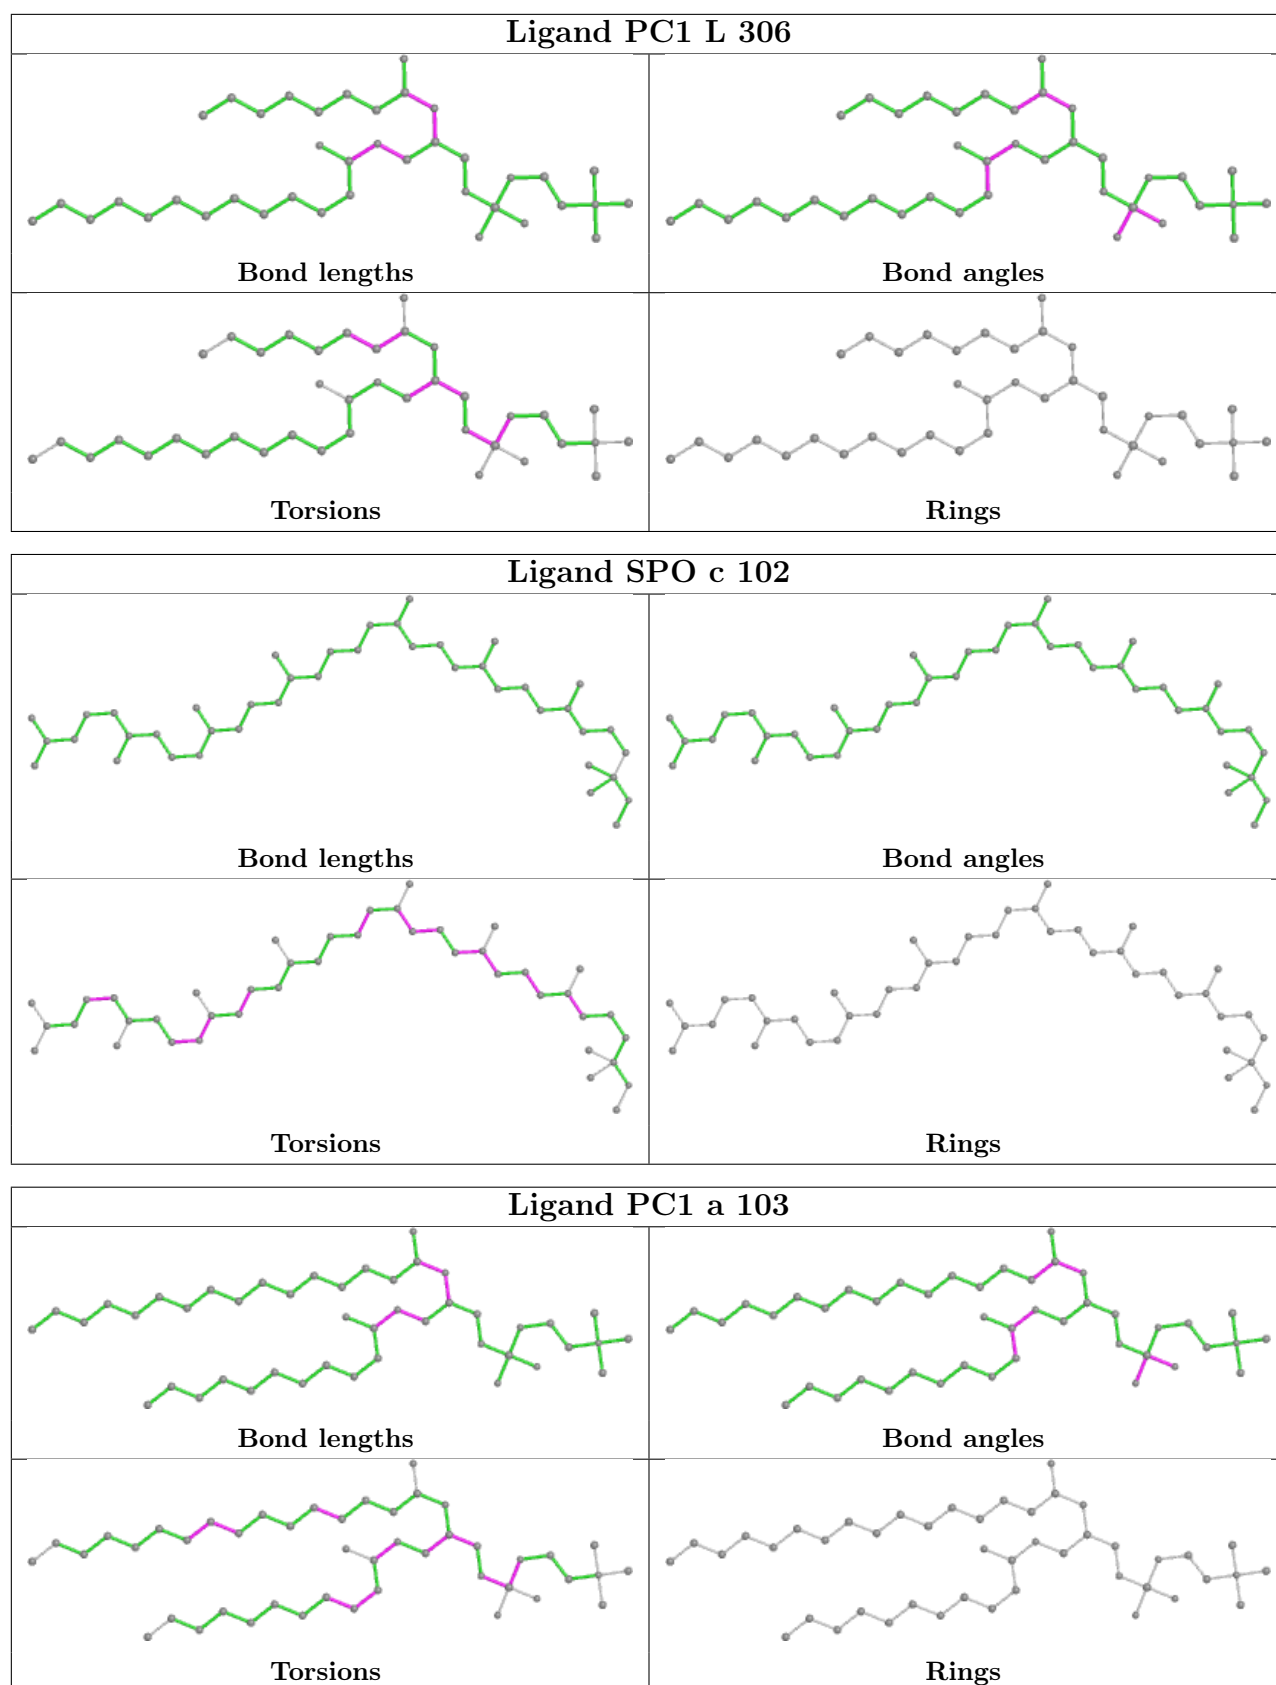 Ligand PC1 L 306
Bond lengths
Bond angles
Torsions
Rings
Ligand SPO c 102
Bond lengths
Bond angles
Torsions
Rings
Ligand PC1 a 103
Bond lengths
Bond angles
Torsions
Rings